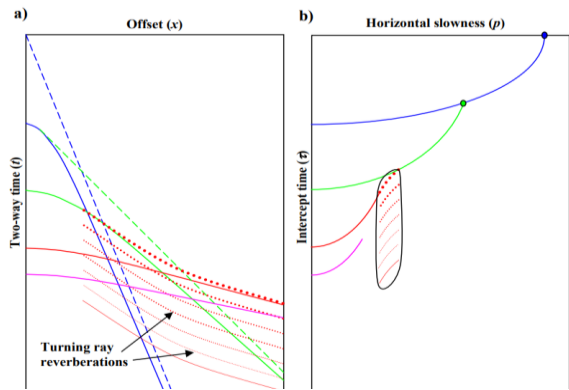 a)
Offset (x)
Two-way time (t)
Turning ray
reverberations
b)
Horizontal slowness (p)
Intercept time (τ)